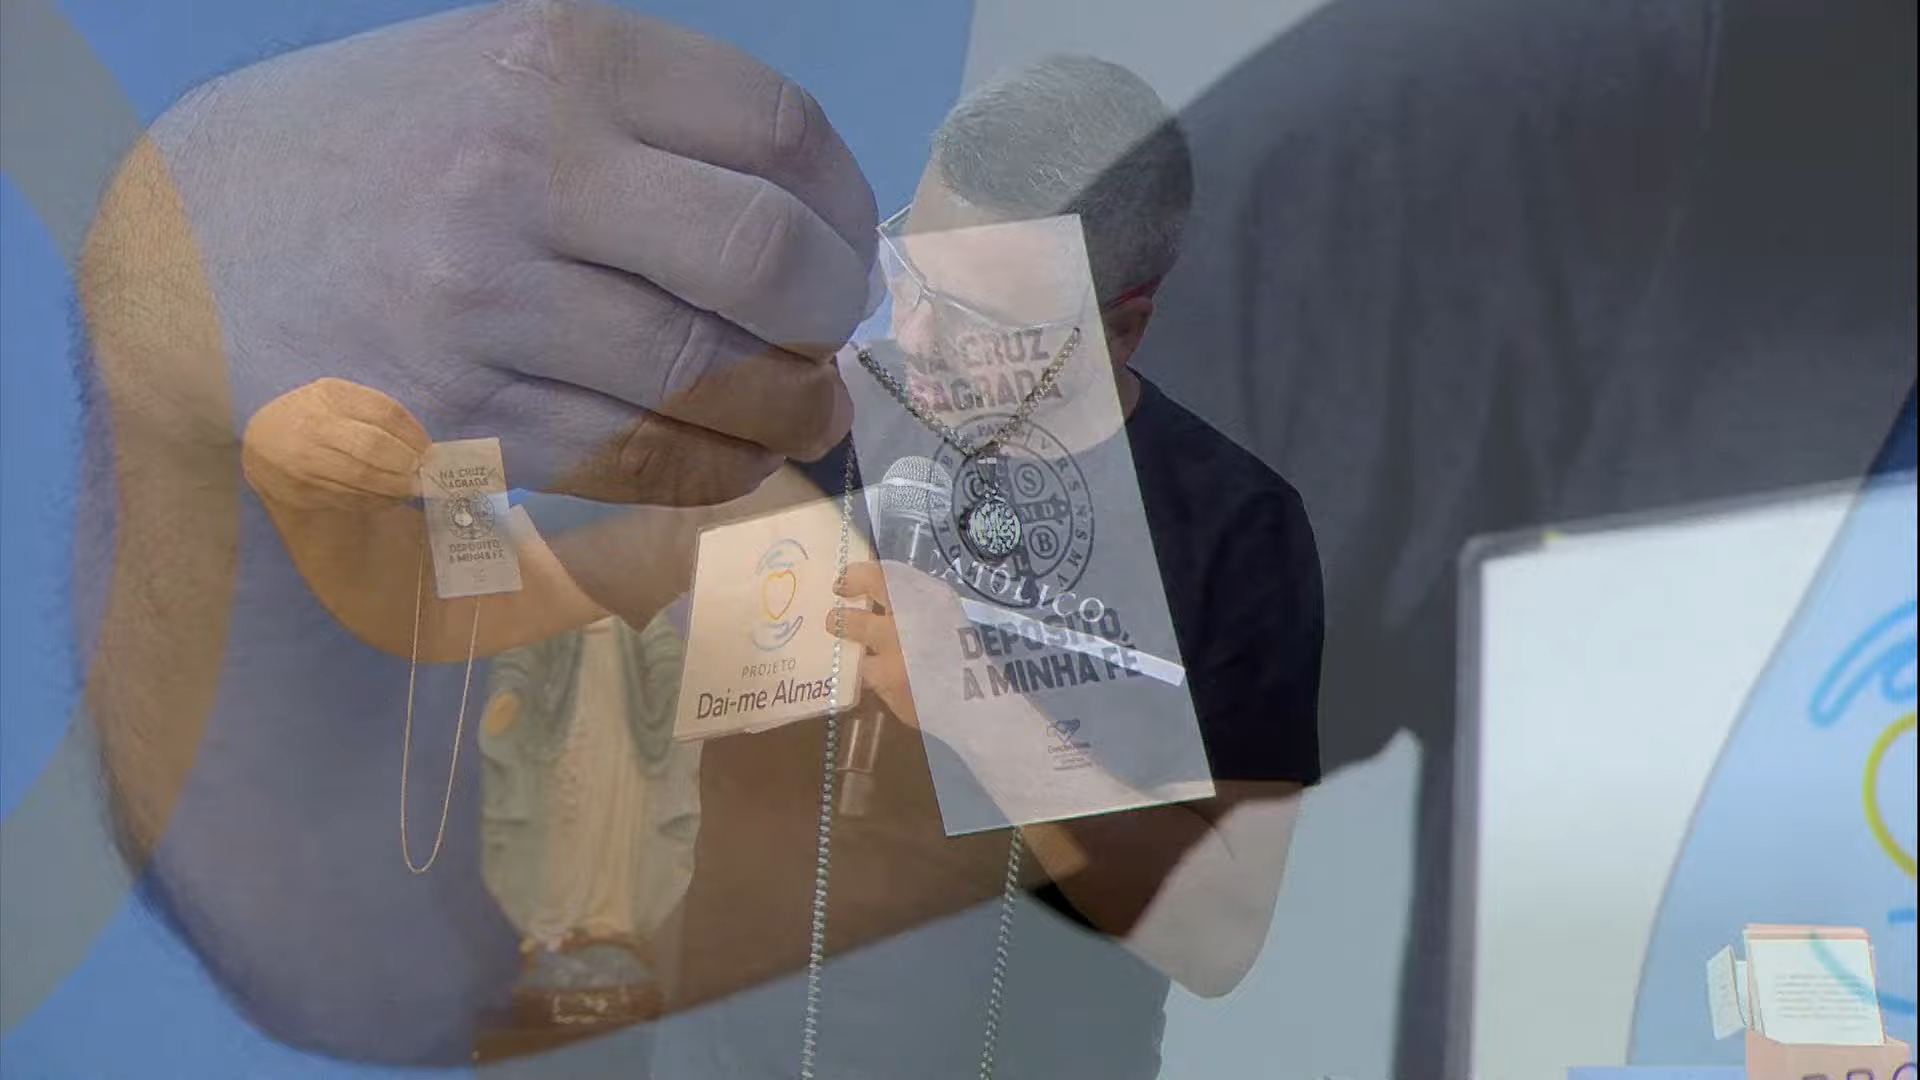 NA CRUZ
SAGRADA
DEPOSITO,
A MINHA FÉ
PROJETO
Dai-me Almas
NA CRUZ
SAGRADA
S
M D
B
CATÓLICO
DEPOSITO,
A MINHA FÉ